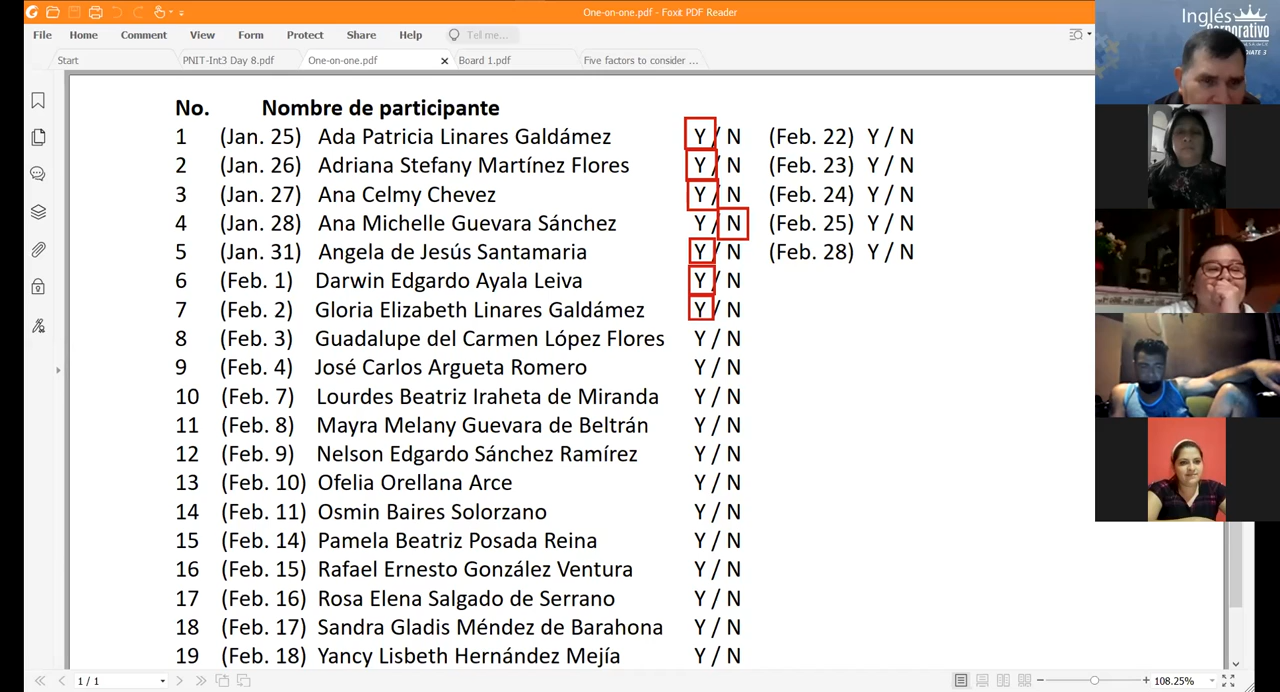 One-on-one.pdf - Foxit PDF Reader
File Home Comment View Form Protect Share Help Tell me...
Start PNIT-Int3 Day 8.pdf One-on-one.pdf Board 1.pdf Five factors to consider ...
No. Nombre de participante
1 (Jan. 25) Ada Patricia Linares Galdámez Y / N (Feb. 22) Y / N
2 (Jan. 26) Adriana Stefany Martínez Flores Y / N (Feb. 23) Y / N
3 (Jan. 27) Ana Celmy Chevez Y / N (Feb. 24) Y / N
4 (Jan. 28) Ana Michelle Guevara Sánchez Y / N (Feb. 25) Y / N
5 (Jan. 31) Angela de Jesús Santamaria Y / N (Feb. 28) Y / N
6 (Feb. 1) Darwin Edgardo Ayala Leiva Y / N
7 (Feb. 2) Gloria Elizabeth Linares Galdámez Y / N
8 (Feb. 3) Guadalupe del Carmen López Flores Y / N
9 (Feb. 4) José Carlos Argueta Romero Y / N
10 (Feb. 7) Lourdes Beatriz Iraheta de Miranda Y / N
11 (Feb. 8) Mayra Melany Guevara de Beltrán Y / N
12 (Feb. 9) Nelson Edgardo Sánchez Ramírez Y / N
13 (Feb. 10) Ofelia Orellana Arce Y / N
14 (Feb. 11) Osmin Baires Solorzano Y / N
15 (Feb. 14) Pamela Beatriz Posada Reina Y / N
16 (Feb. 15) Rafael Ernesto González Ventura Y / N
17 (Feb. 16) Rosa Elena Salgado de Serrano Y / N
18 (Feb. 17) Sandra Gladis Méndez de Barahona Y / N
19 (Feb. 18) Yancy Lisbeth Hernández Mejía Y / N
1 / 1
108.25%
Inglés
Corporativo